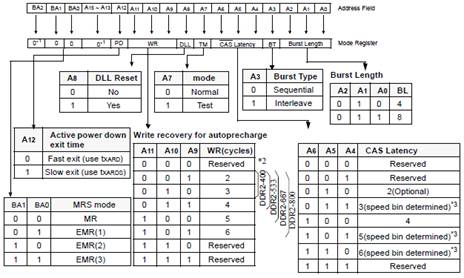 BA2 BA1 BA0 A15 ~ A13 A12 A11 A10 A9 A8 A7 A6 A5 A4 A3 A2 A1 A0 Address Field
0*1 0 0*1 PD WR DLL TM CAS Latency BT Burst Length Mode Register
A8 DLL Reset
0 No
1 Yes
A7 mode
0 Normal
1 Test
A3 Burst Type
0 Sequential
1 Interleave
Burst Length
A2 A1 A0 BL
0 1 0 4
0 1 1 8
A12 Active power down exit time
0 Fast exit (use tXARD)
1 Slow exit (use tXARDS)
Write recovery for autoprecharge
A11 A10 A9 WR(cycles)
0 0 0 Reserved
0 0 1 2
0 1 0 3
0 1 1 4
1 0 0 5
1 0 1 6
1 1 0 Reserved
1 1 1 Reserved
*2
DDR2-400
DDR2-533
DDR2-667
DDR2-800
A6 A5 A4 CAS Latency
0 0 0 Reserved
0 0 1 Reserved
0 1 0 2(Optional)
0 1 1 3(speed bin determined)*3
1 0 0 4
1 0 1 5(speed bin determined)*3
1 1 0 6(speed bin determined)*3
1 1 1 Reserved
BA1 BA0 MRS mode
0 0 MR
0 1 EMR(1)
1 0 EMR(2)
1 1 EMR(3)